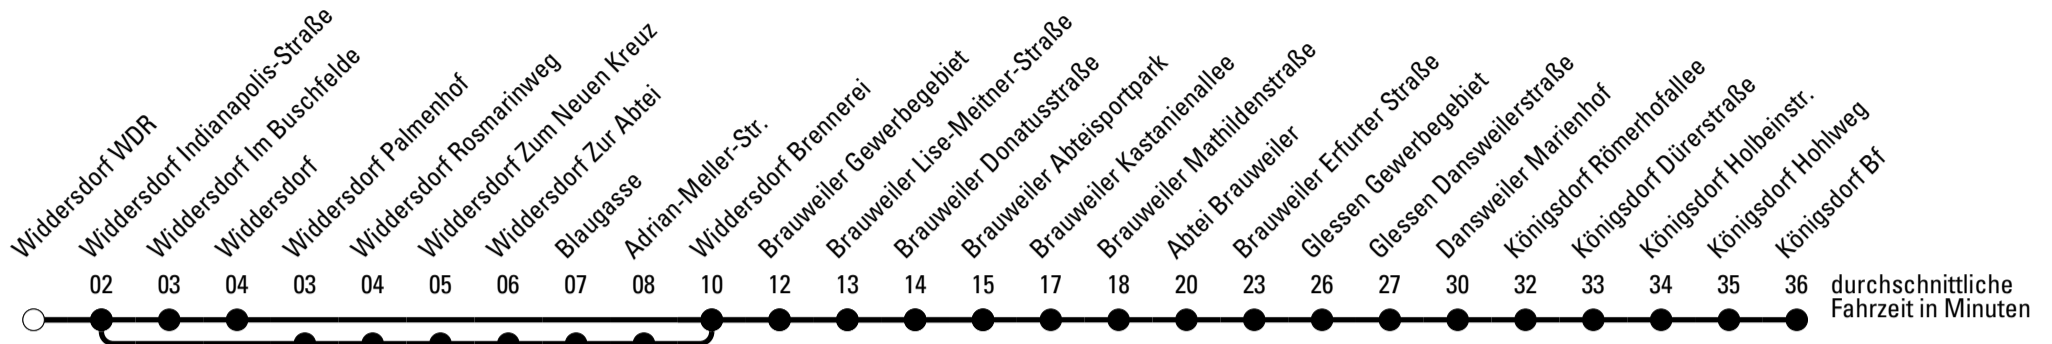 Widdersdorf WDR
Widdersdorf Indianapolis-Straße
Widdersdorf Im Buschfelde
Widdersdorf
Widdersdorf Palmenhof
Widdersdorf Rosmarinweg
Widdersdorf Zum Neuen Kreuz
Widdersdorf Zur Abtei
Blaugasse
Adrian-Meller-Str.
Widdersdorf Brennerei
Brauweiler Gewerbegebiet
Brauweiler Lise-Meitner-Straße
Brauweiler Donatusstraße
Brauweiler Abteisportpark
Brauweiler Kastanienallee
Brauweiler Mathildenstraße
Abtei Brauweiler
Brauweiler Erfurter Straße
Glessen Gewerbegebiet
Glessen Dansweilerstraße
Dansweiler Marienhof
Königsdorf Römerhofallee
Königsdorf Dürerstraße
Königsdorf Holbeinstr.
Königsdorf Hohlweg
Königsdorf Bf
02 03 04 03 04 05 06 07 08 10 12 13 14 15 17 18 20 23 26 27 30 32 33 34 35 36 durchschnittliche
Fahrzeit in Minuten